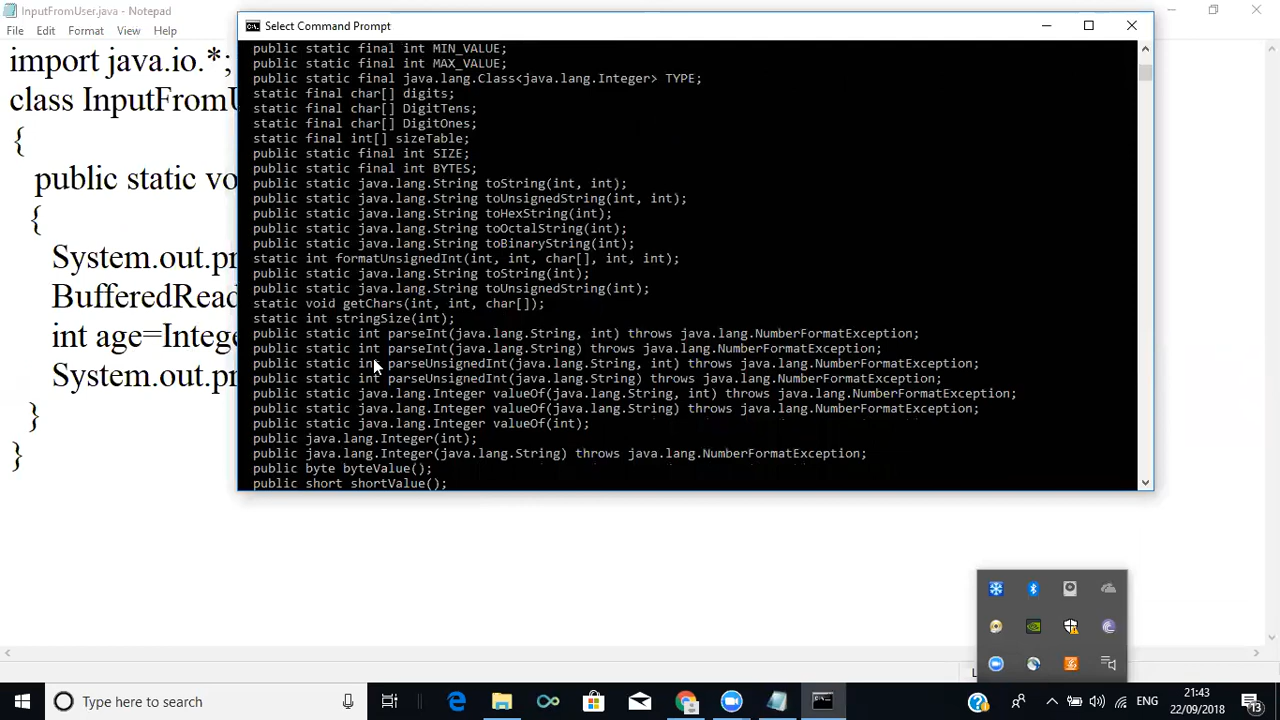 InputFromUser.java - Notepad
File Edit Format View Help
import java.io.*;
class InputFromU
{
public static vo
{
System.out.pr
BufferedRead
int age=Intege
System.out.pr
}
}
Select Command Prompt
public static final int MIN_VALUE;
public static final int MAX_VALUE;
public static final java.lang.Class<java.lang.Integer> TYPE;
static final char[] digits;
static final char[] DigitTens;
static final char[] DigitOnes;
static final int[] sizeTable;
public static final int SIZE;
public static final int BYTES;
public static java.lang.String toString(int, int);
public static java.lang.String toUnsignedString(int, int);
public static java.lang.String toHexString(int);
public static java.lang.String toOctalString(int);
public static java.lang.String toBinaryString(int);
static int formatUnsignedInt(int, int, char[], int, int);
public static java.lang.String toString(int);
public static java.lang.String toUnsignedString(int);
static void getChars(int, int, char[]);
static int stringSize(int);
public static int parseInt(java.lang.String, int) throws java.lang.NumberFormatException;
public static int parseInt(java.lang.String) throws java.lang.NumberFormatException;
public static int parseUnsignedInt(java.lang.String, int) throws java.lang.NumberFormatException;
public static int parseUnsignedInt(java.lang.String) throws java.lang.NumberFormatException;
public static java.lang.Integer valueOf(java.lang.String, int) throws java.lang.NumberFormatException;
public static java.lang.Integer valueOf(java.lang.String) throws java.lang.NumberFormatException;
public static java.lang.Integer valueOf(int);
public java.lang.Integer(int);
public java.lang.Integer(java.lang.String) throws java.lang.NumberFormatException;
public byte byteValue();
public short shortValue();
Type here to search
ENG
21:43
22/09/2018
13